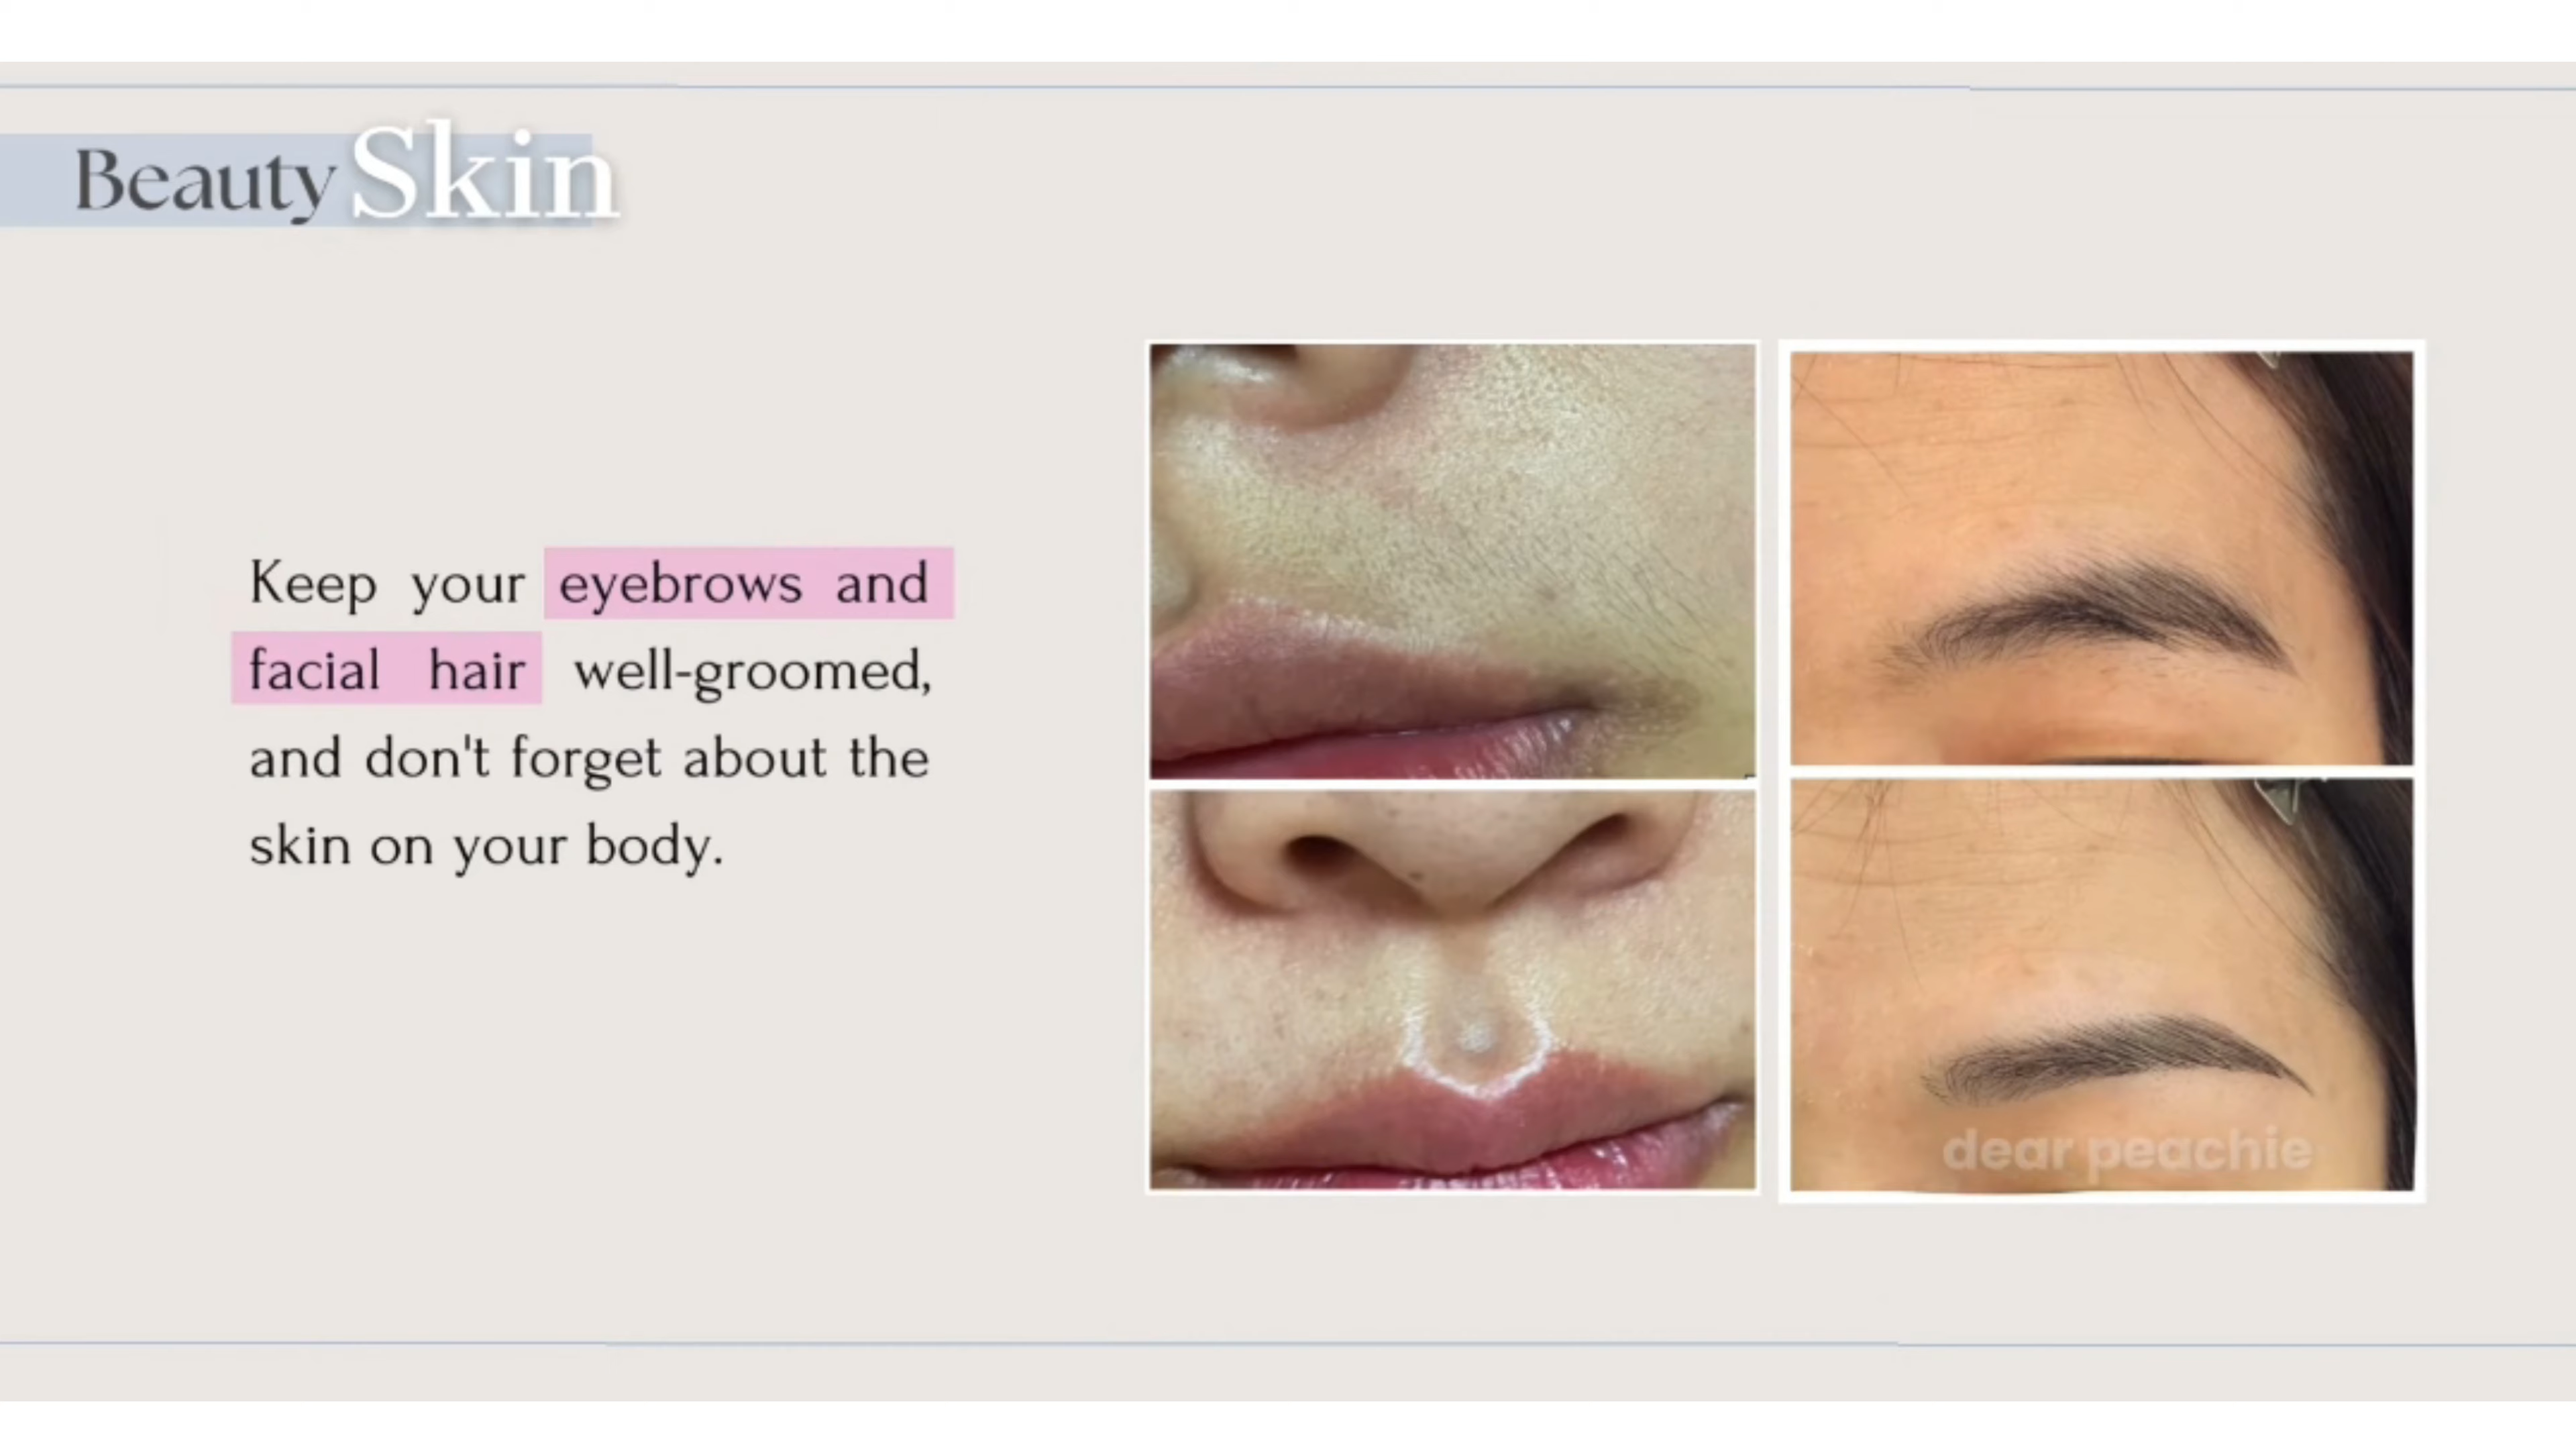 Beauty Skin
Keep your eyebrows and
facial hair well-groomed,
and don't forget about the
skin on your body.
dear peachie